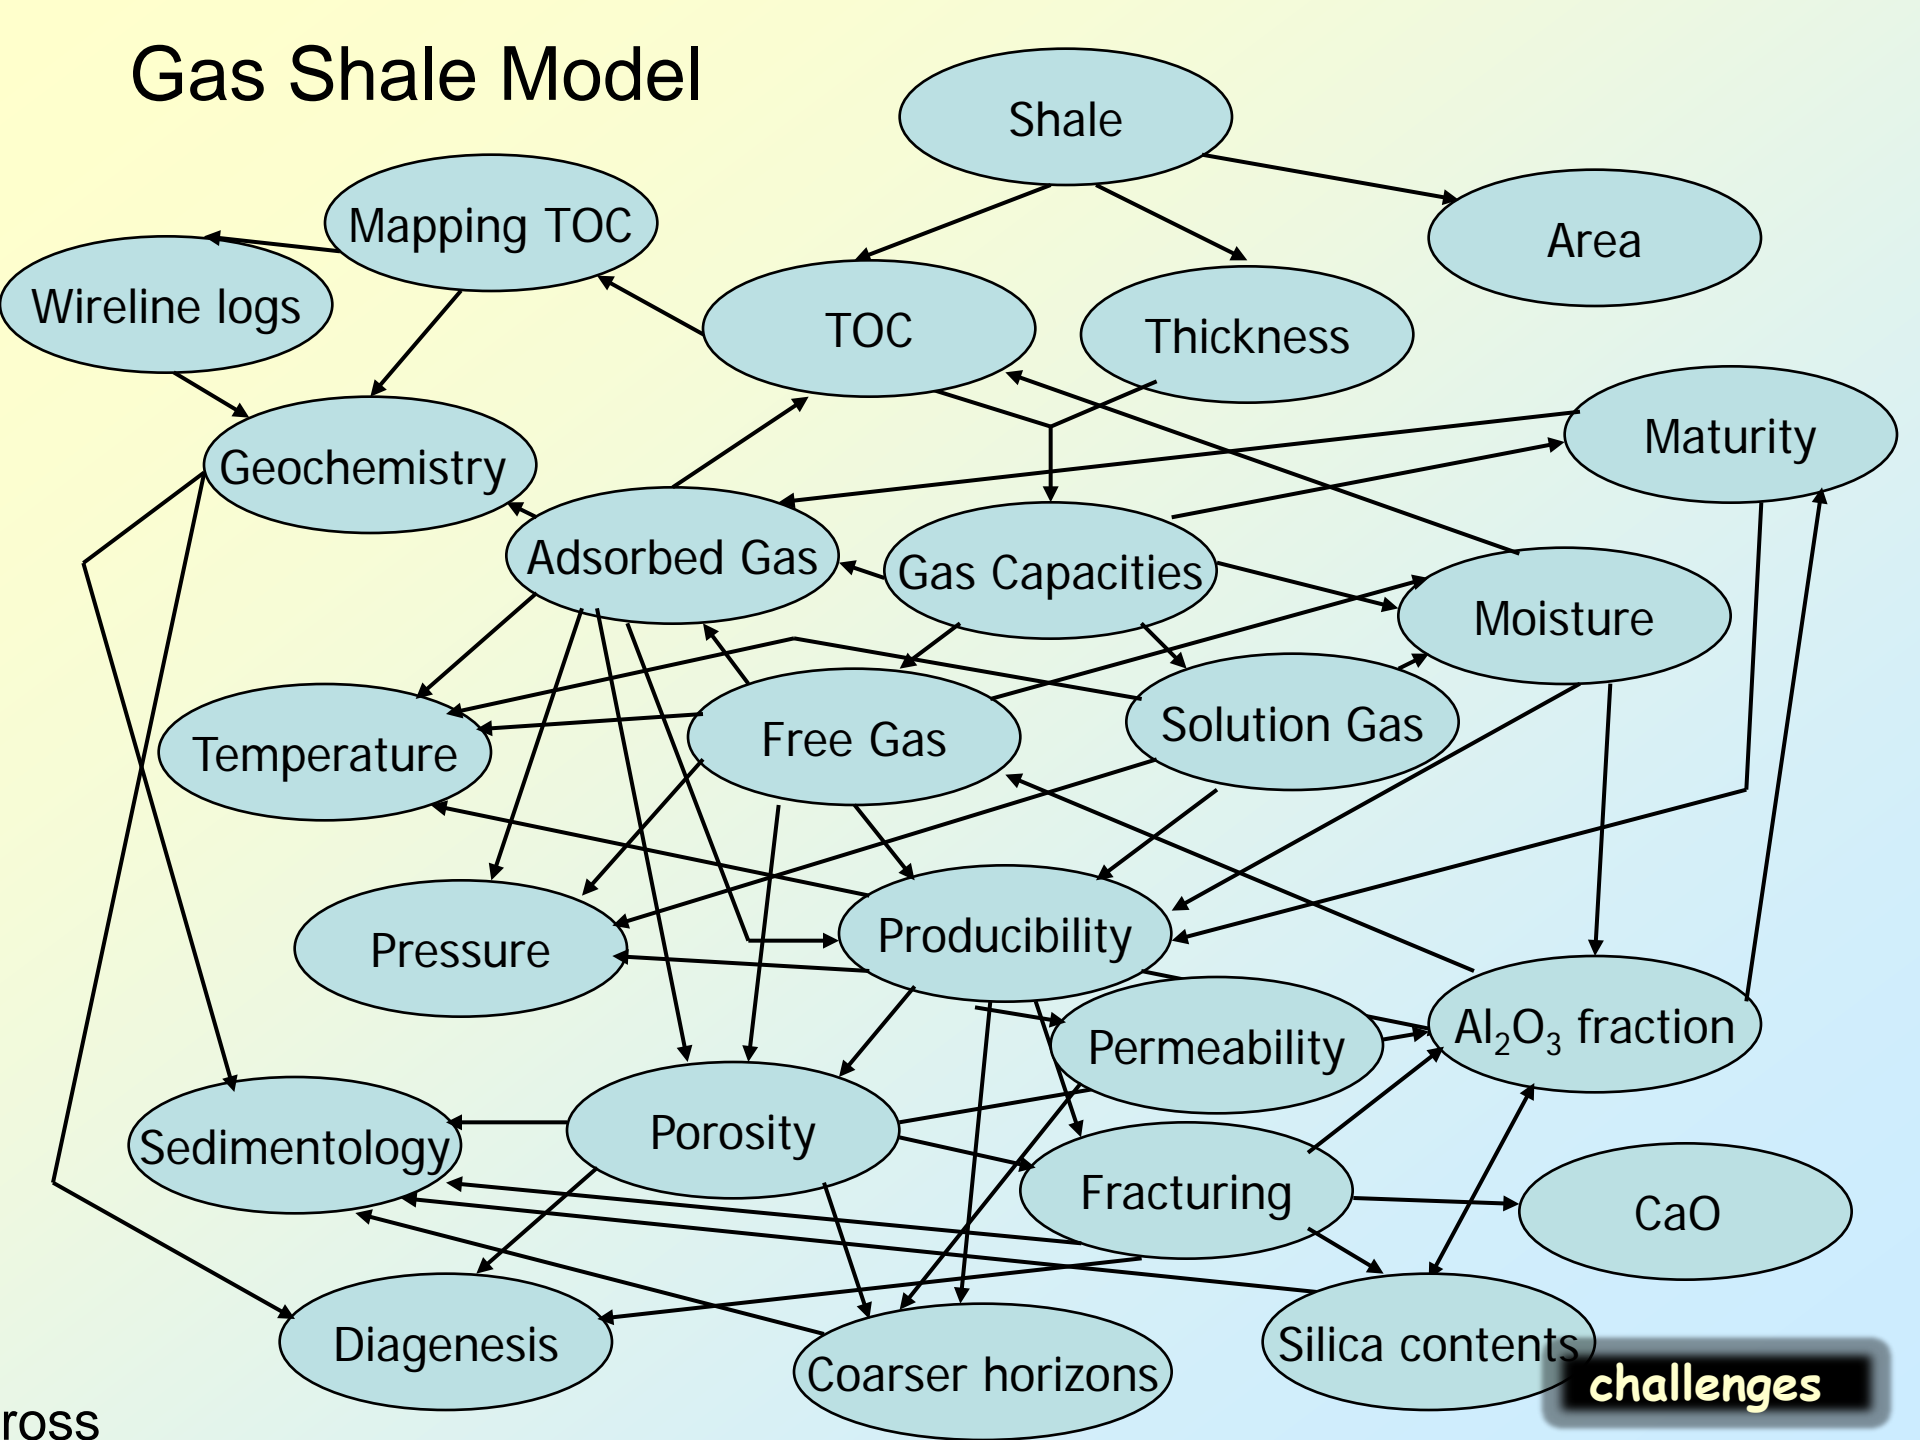 Gas Shale Model
Shale
Mapping TOC
Area
Wireline logs
TOC
Thickness
Maturity
Geochemistry
Adsorbed Gas
Gas Capacities
Moisture
Temperature
Free Gas
Solution Gas
Pressure
Producibility
Permeability
Al₂O₃ fraction
Sedimentology
Porosity
Fracturing
CaO
Diagenesis
Coarser horizons
Silica contents
challenges
ross